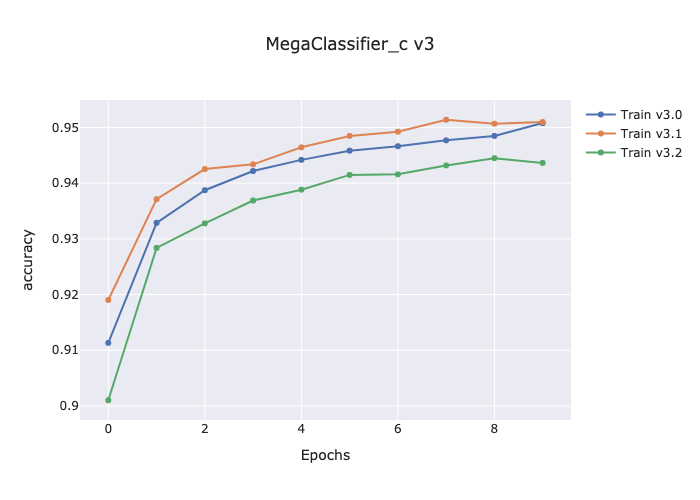 MegaClassifier_c v3
Train v3.0
Train v3.1
Train v3.2
accuracy
0.95
0.94
0.93
0.92
0.91
0.9
0 2 4 6 8
Epochs